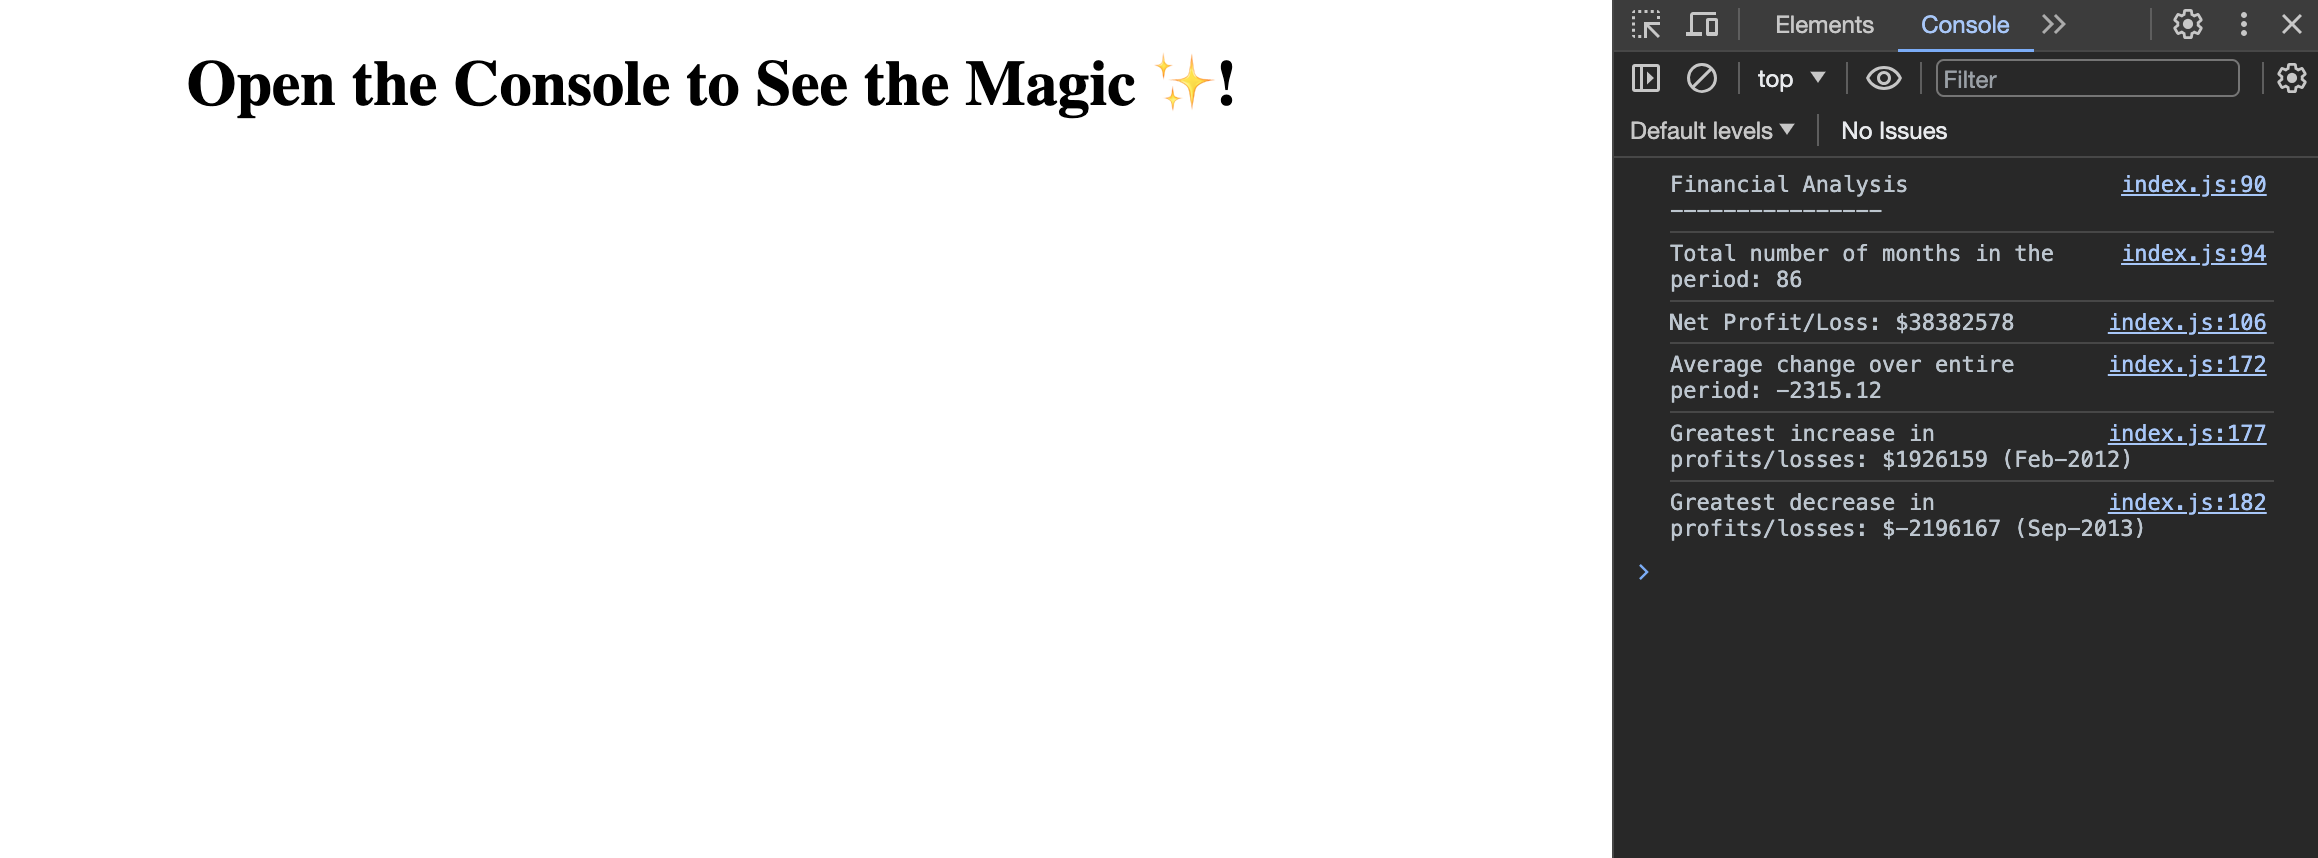 Open the Console to See the Magic ✨!
Elements Console
top Filter
Default levels No Issues
Financial Analysis index.js:90
----------------
Total number of months in the index.js:94
period: 86
Net Profit/Loss: $38382578 index.js:106
Average change over entire index.js:172
period: -2315.12
Greatest increase in index.js:177
profits/losses: $1926159 (Feb-2012)
Greatest decrease in index.js:182
profits/losses: $-2196167 (Sep-2013)